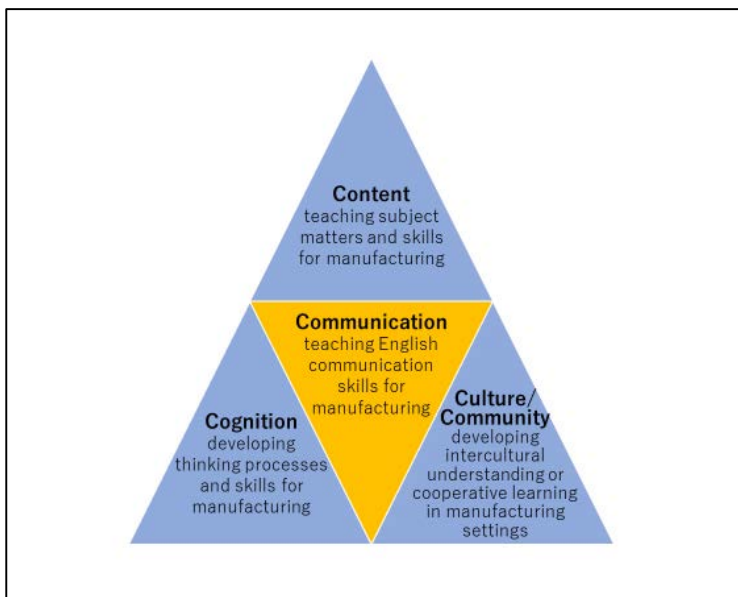 Content
teaching subject
matters and skills
for manufacturing
Communication
teaching English
communication
skills for
manufacturing
Cognition
developing
thinking processes
and skills for
manufacturing
Culture/
Community
developing
intercultural
understanding or
cooperative learning
in manufacturing
settings